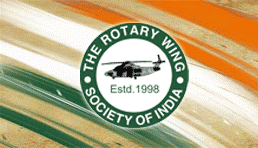 THE ROTARY WING
Estd.1998
SOCIETY OF INDIA